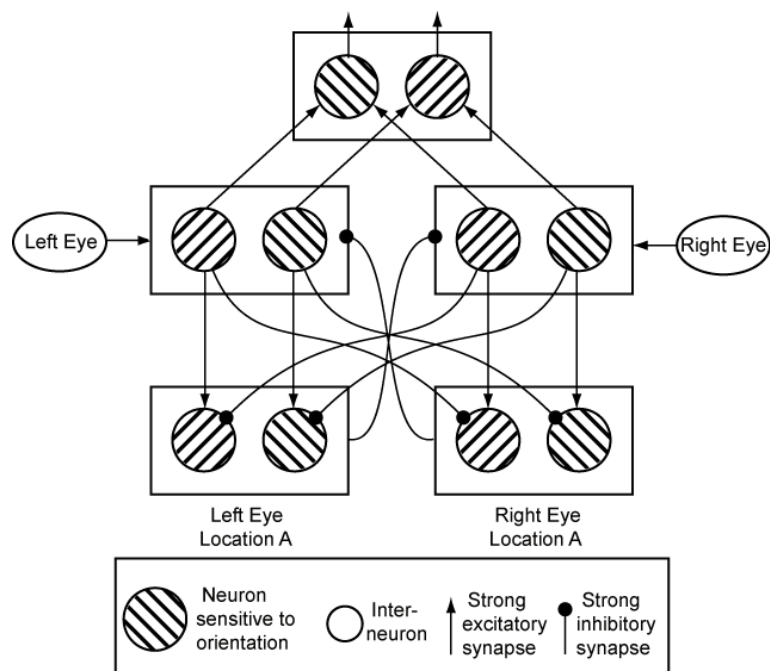 Left Eye
Right Eye
Left Eye
Location A
Right Eye
Location A
Neuron
sensitive to
orientation
Inter-
neuron
Strong
excitatory
synapse
Strong
inhibitory
synapse